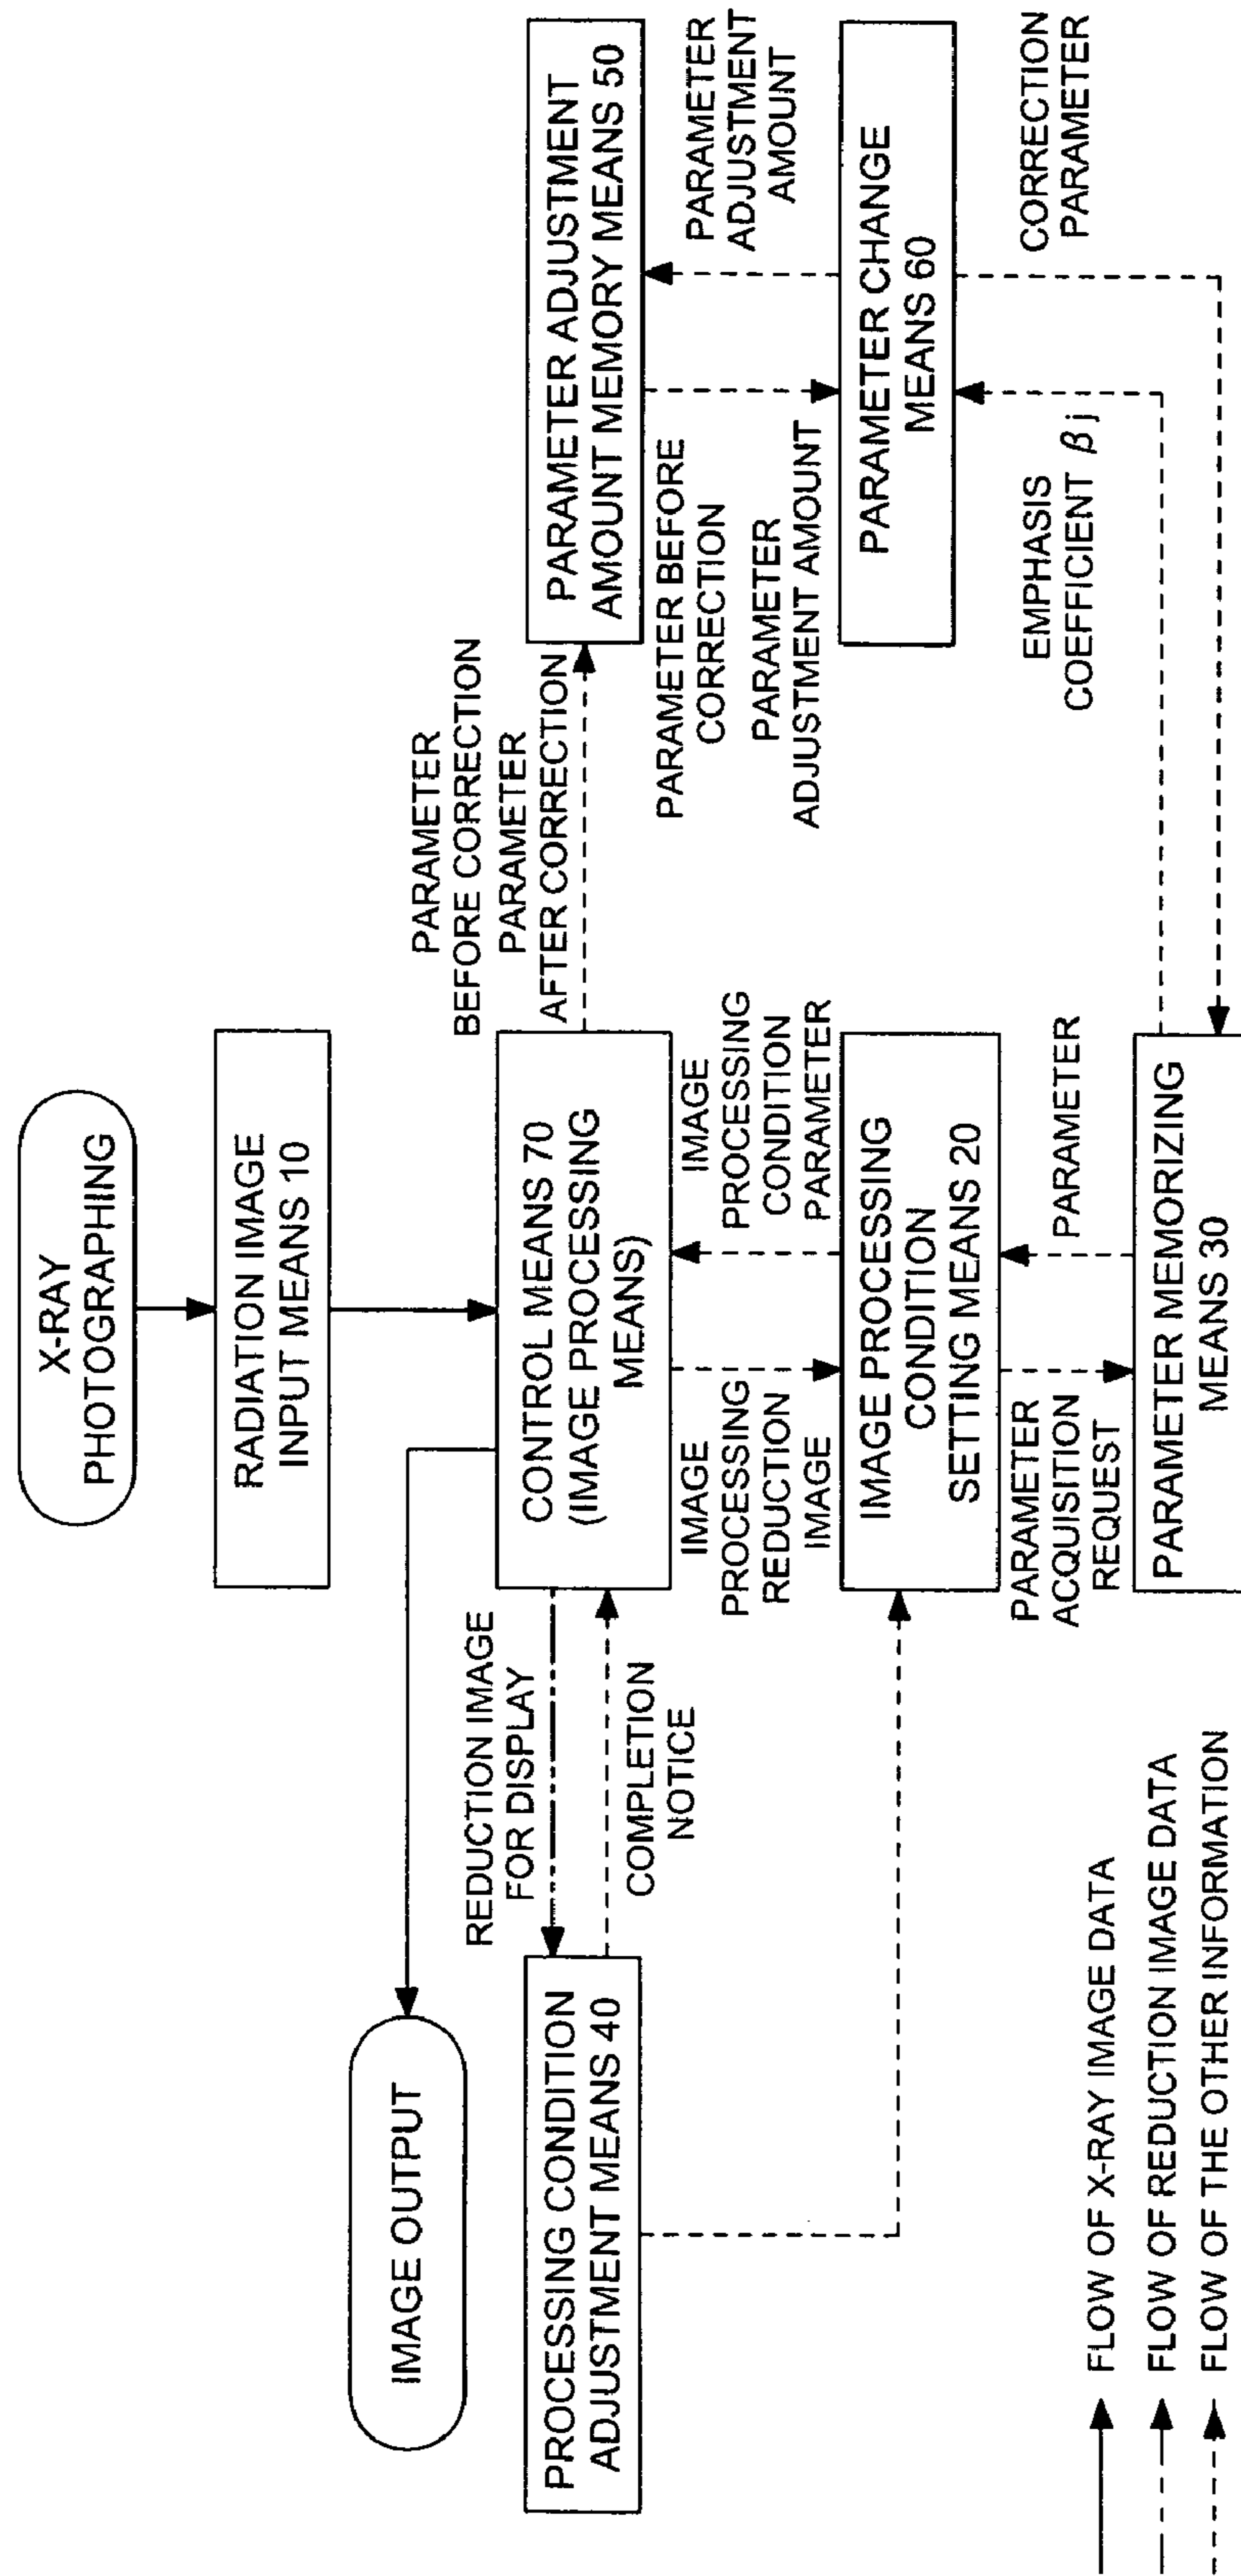 X-RAY
PHOTOGRAPHING
RADIATION IMAGE
INPUT MEANS 10
IMAGE OUTPUT
REDUCTION IMAGE
FOR DISPLAY
PROCESSING CONDITION
ADJUSTMENT MEANS 40
COMPLETION
NOTICE
CONTROL MEANS 70
(IMAGE PROCESSING
MEANS)
PARAMETER
BEFORE CORRECTION
PARAMETER
AFTER CORRECTION
PARAMETER ADJUSTMENT
AMOUNT MEMORY MEANS 50
IMAGE
PROCESSING
REDUCTION
IMAGE
IMAGE
PROCESSING
CONDITION
PARAMETER
PARAMETER BEFORE
CORRECTION
PARAMETER
ADJUSTMENT AMOUNT
PARAMETER
ADJUSTMENT
AMOUNT
IMAGE PROCESSING
CONDITION
SETTING MEANS 20
PARAMETER CHANGE
MEANS 60
PARAMETER
ACQUISITION
REQUEST
PARAMETER
EMPHASIS
COEFFICIENT β j
CORRECTION
PARAMETER
PARAMETER MEMORIZING
MEANS 30
FLOW OF X-RAY IMAGE DATA
FLOW OF REDUCTION IMAGE DATA
FLOW OF THE OTHER INFORMATION